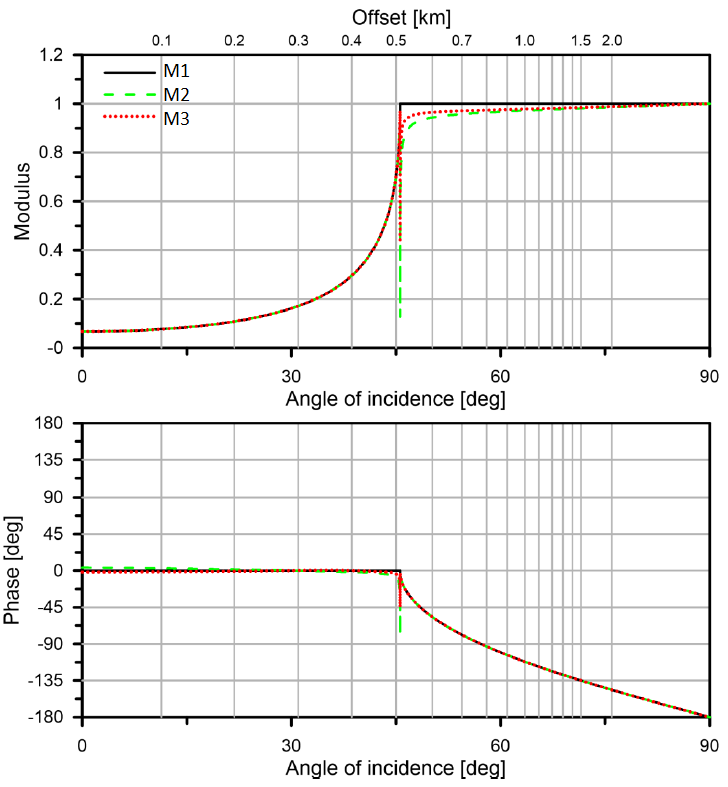 Offset [km]
0.1 0.2 0.3 0.4 0.5 0.7 1.0 1.5 2.0
1.2
M1
M2
1
M3
0.8
0.6
0.4
0.2
-0
Modulus
0 30 60 90
Angle of incidence [deg]
180
135
90
45
0
-45
-90
-135
-180
Phase [deg]
0 30 60 90
Angle of incidence [deg]